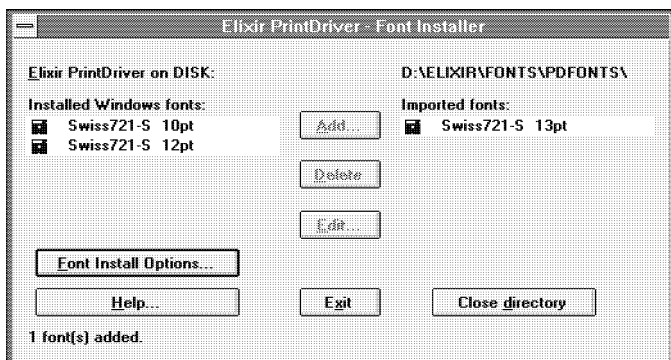 Elixir PrintDriver - Font Installer
Elixir PrintDriver on DISK:
D:\ELIXIR\FONTS\PDFONTS\
Installed Windows fonts:
Imported fonts:
Swiss721-S 10pt
Add...
Swiss721-S 13pt
Swiss721-S 12pt
Delete
Edit...
Font Install Options...
Help...
Exit
Close directory
1 font(s) added.